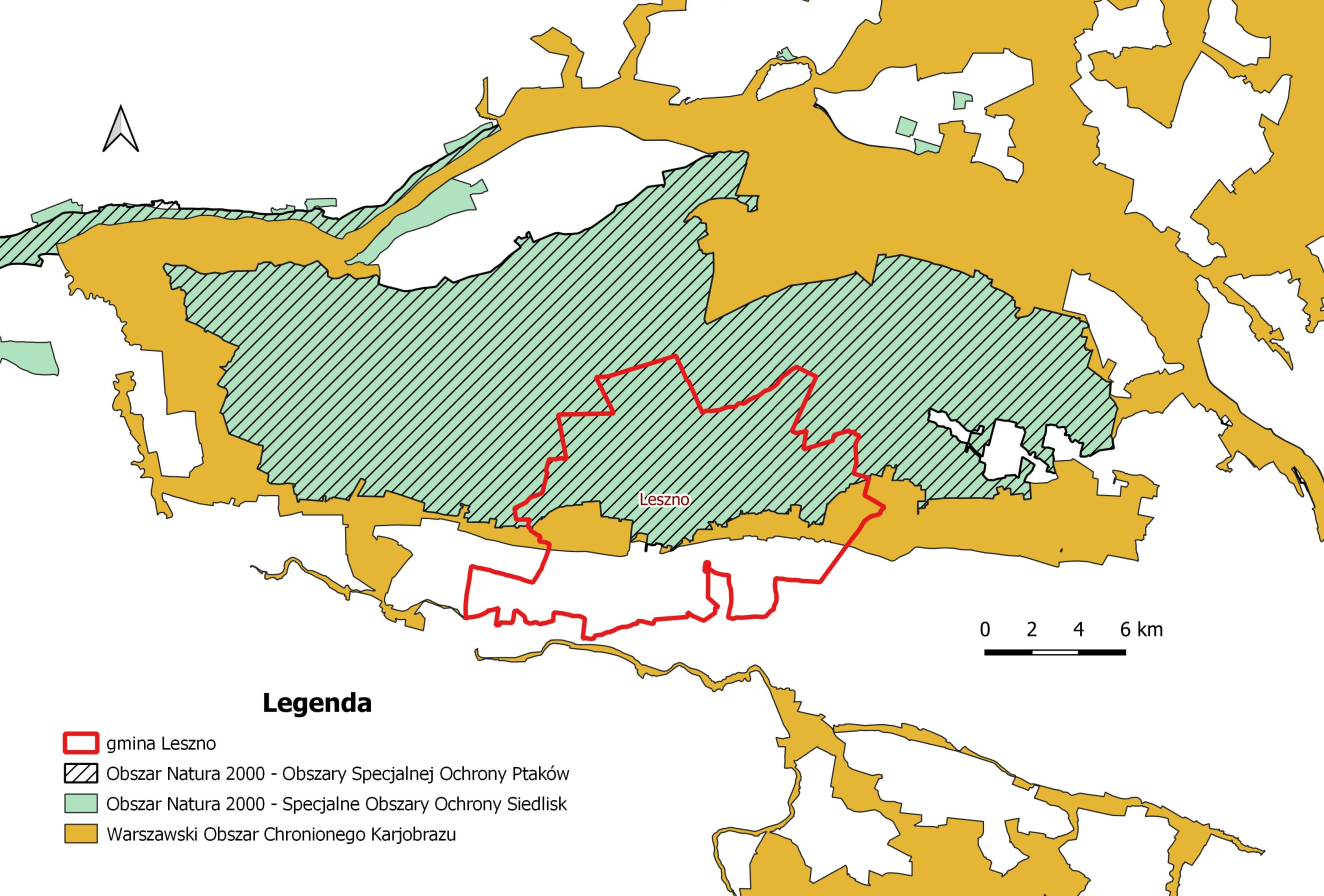 Leszno
0 2 4 6 km
Legenda
gmina Leszno
Obszar Natura 2000 - Obszary Specjalnej Ochrony Ptaków
Obszar Natura 2000 - Specjalne Obszary Ochrony Siedlisk
Warszawski Obszar Chronionego Karjobrazu